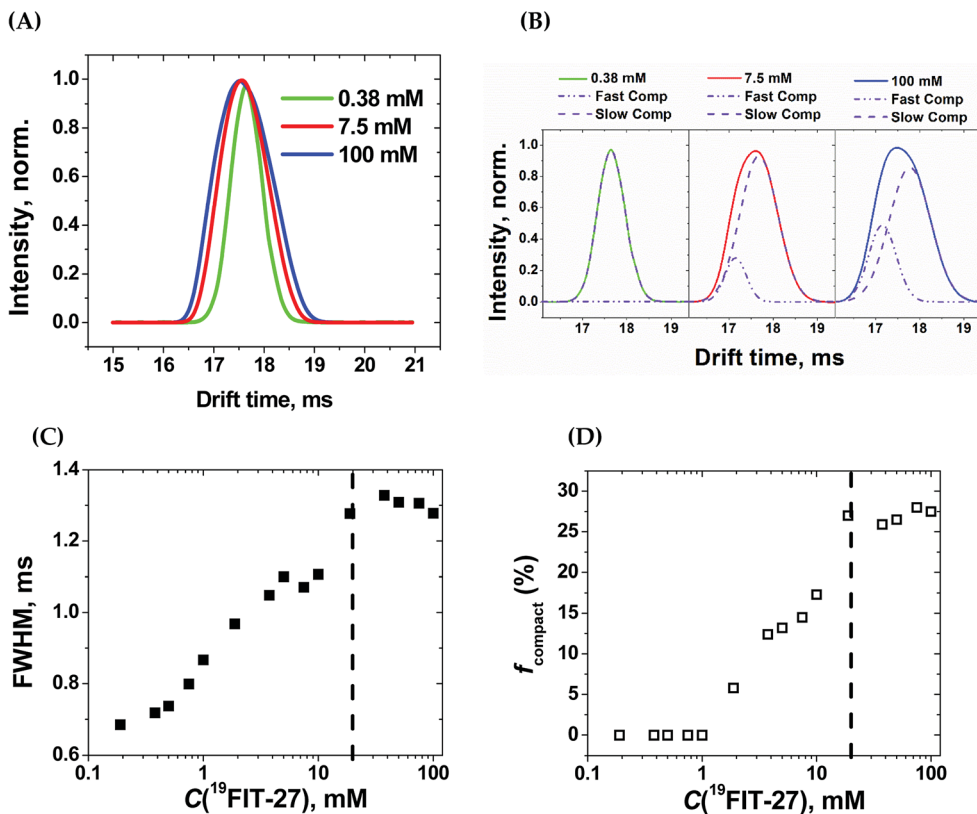 (A)
Intensity, norm.
1.0
0.8
0.6
0.4
0.2
0.0
0.38 mM
7.5 mM
100 mM
15 16 17 18 19 20 21
Drift time, ms
(B)
0.38 mM
Fast Comp
Slow Comp
7.5 mM
Fast Comp
Slow Comp
100 mM
Fast Comp
Slow Comp
Intensity, norm.
1.0
0.8
0.6
0.4
0.2
0.0
17 18 19 17 18 19 17 18 19
Drift time, ms
(C)
FWHM, ms
1.4
1.2
1.0
0.8
0.6
0.1 1 10 100
C(¹⁹FIT-27), mM
(D)
f compact (%)
30
25
20
15
10
5
0
0.1 1 10 100
C(¹⁹FIT-27), mM